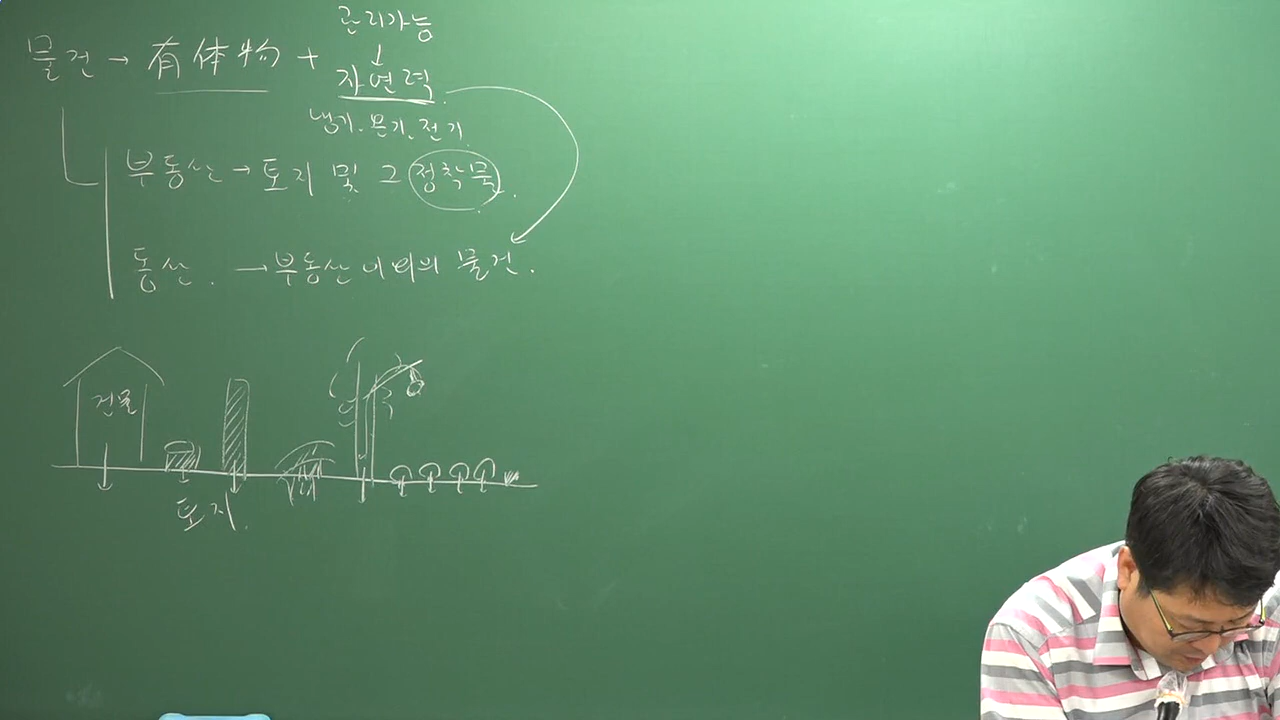 관리가능
물건 → 有体物 + 자연력
냉기. 온기. 전기
부동산 → 토지 및 그 정착물.
동산. → 부동산 이외의 물건.
건물
토지.